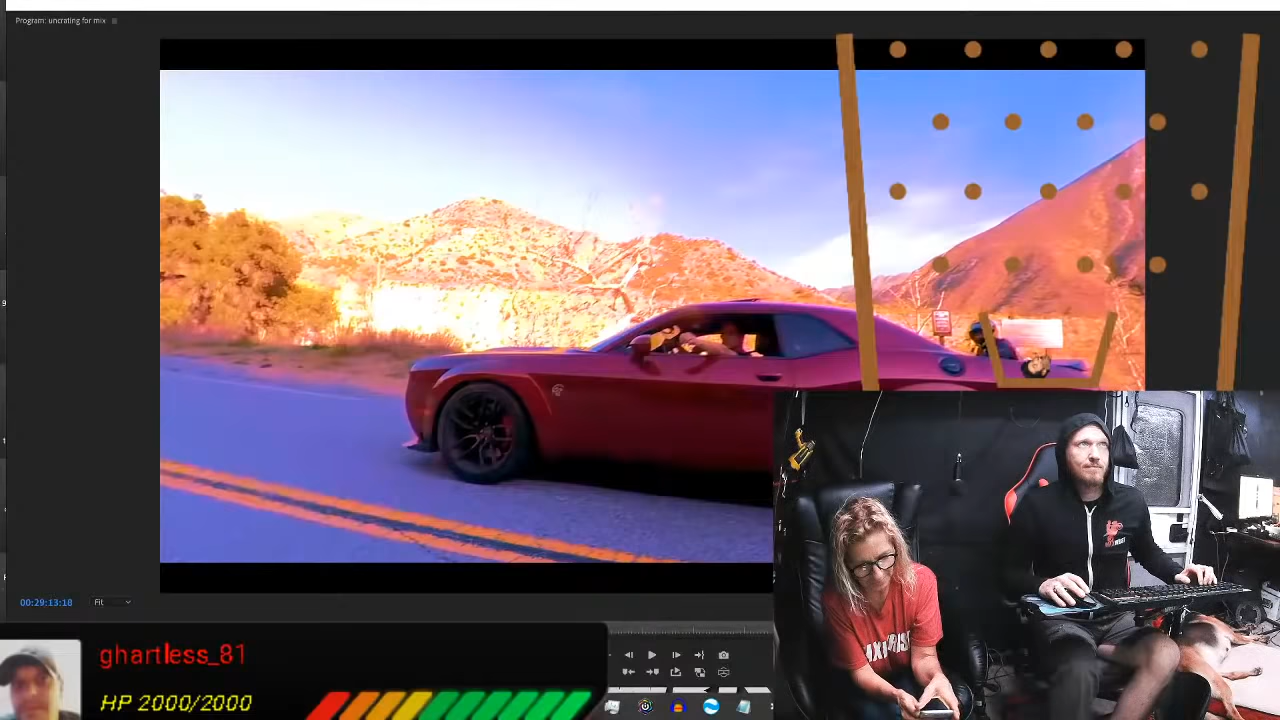 Program: uncrating for mix
00:29:13:18
Fit
ghartless_81
HP 2000/2000